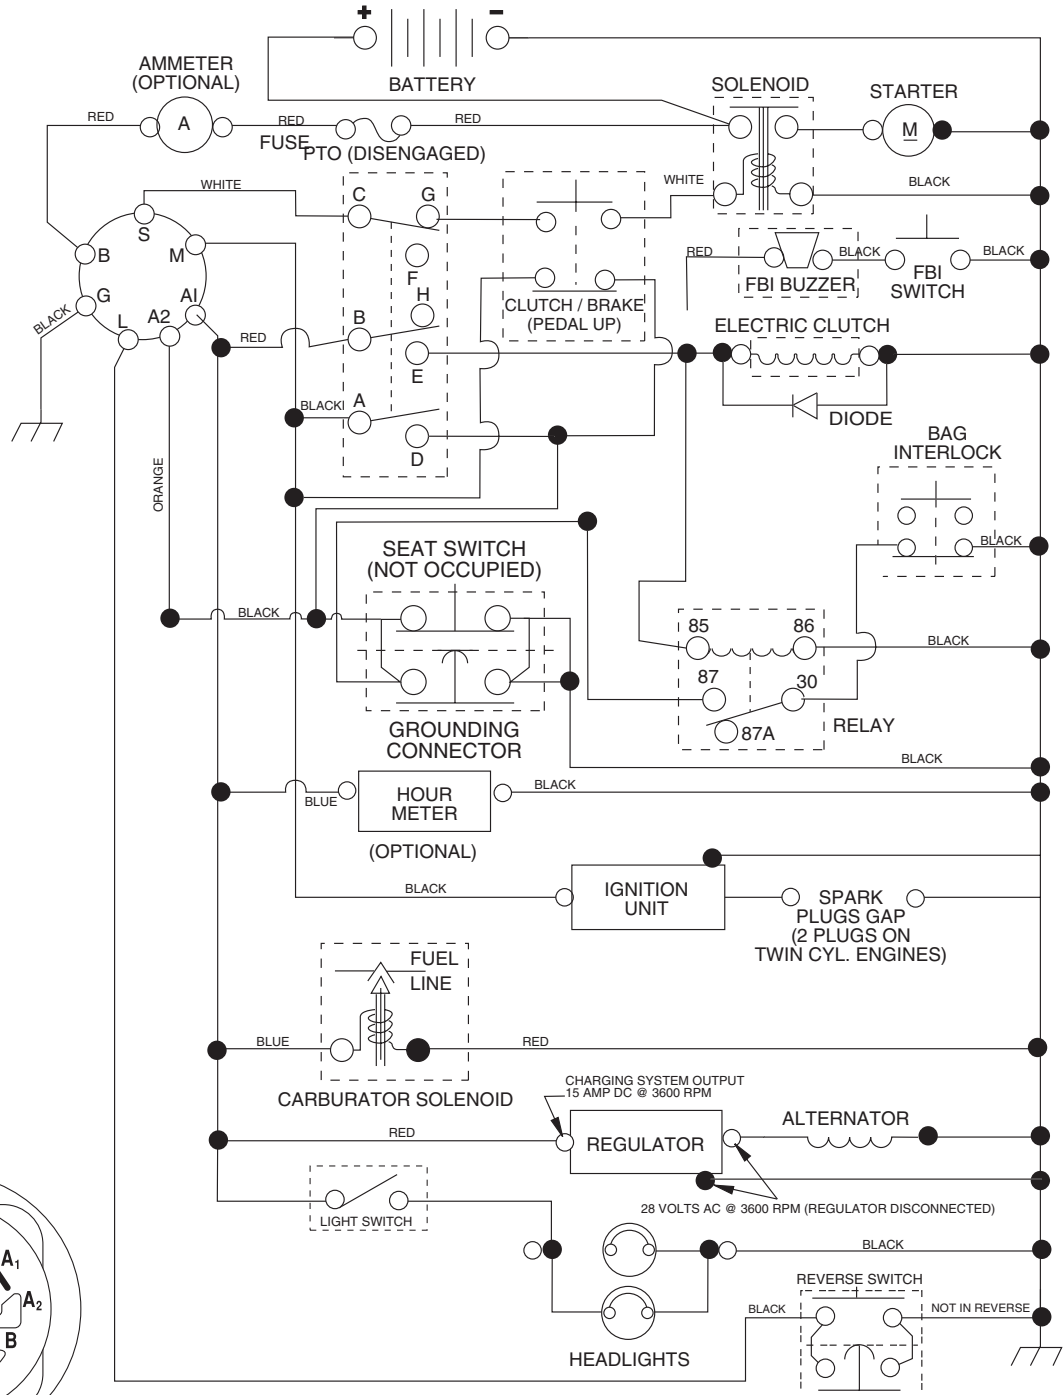 + −
BATTERY
AMMETER
(OPTIONAL)
RED
A
RED
FUSE
RED
PTO (DISENGAGED)
SOLENOID
STARTER
M
WHITE
WHITE
BLACK
C G
F
H
B
E
A
D
S
B
M
G
A1
L
A2
BLACK
RED
BLACK
ORANGE
CLUTCH / BRAKE
(PEDAL UP)
RED
BLACK
BLACK
FBI BUZZER
FBI
SWITCH
ELECTRIC CLUTCH
DIODE
BAG
INTERLOCK
BLACK
SEAT SWITCH
(NOT OCCUPIED)
BLACK
GROUNDING
CONNECTOR
85 86
87 30
87A
RELAY
BLACK
BLACK
BLUE
HOUR
METER
BLACK
(OPTIONAL)
BLACK
IGNITION
UNIT
SPARK
PLUGS GAP
(2 PLUGS ON
TWIN CYL. ENGINES)
FUEL
LINE
BLUE
RED
CARBURATOR SOLENOID
CHARGING SYSTEM OUTPUT
15 AMP DC @ 3600 RPM
RED
REGULATOR
ALTERNATOR
28 VOLTS AC @ 3600 RPM (REGULATOR DISCONNECTED)
LIGHT SWITCH
BLACK
HEADLIGHTS
REVERSE SWITCH
BLACK
NOT IN REVERSE
A₁
A₂
B